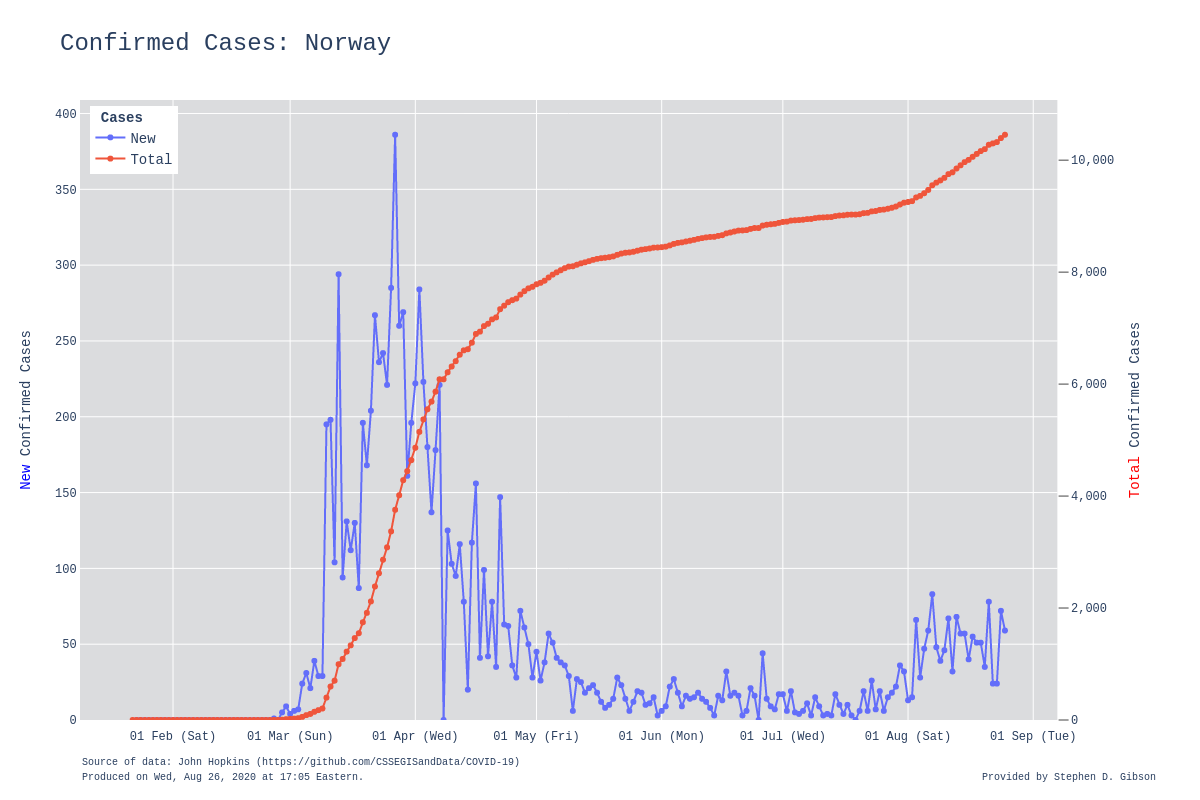 Confirmed Cases: Norway
Cases
New
Total
400
350
300
250
200
150
100
50
0
10,000
8,000
6,000
4,000
2,000
0
New Confirmed Cases
Total Confirmed Cases
01 Feb (Sat) 01 Mar (Sun) 01 Apr (Wed) 01 May (Fri) 01 Jun (Mon) 01 Jul (Wed) 01 Aug (Sat) 01 Sep (Tue)
Source of data: John Hopkins (https://github.com/CSSEGISandData/COVID-19)
Produced on Wed, Aug 26, 2020 at 17:05 Eastern.
Provided by Stephen D. Gibson